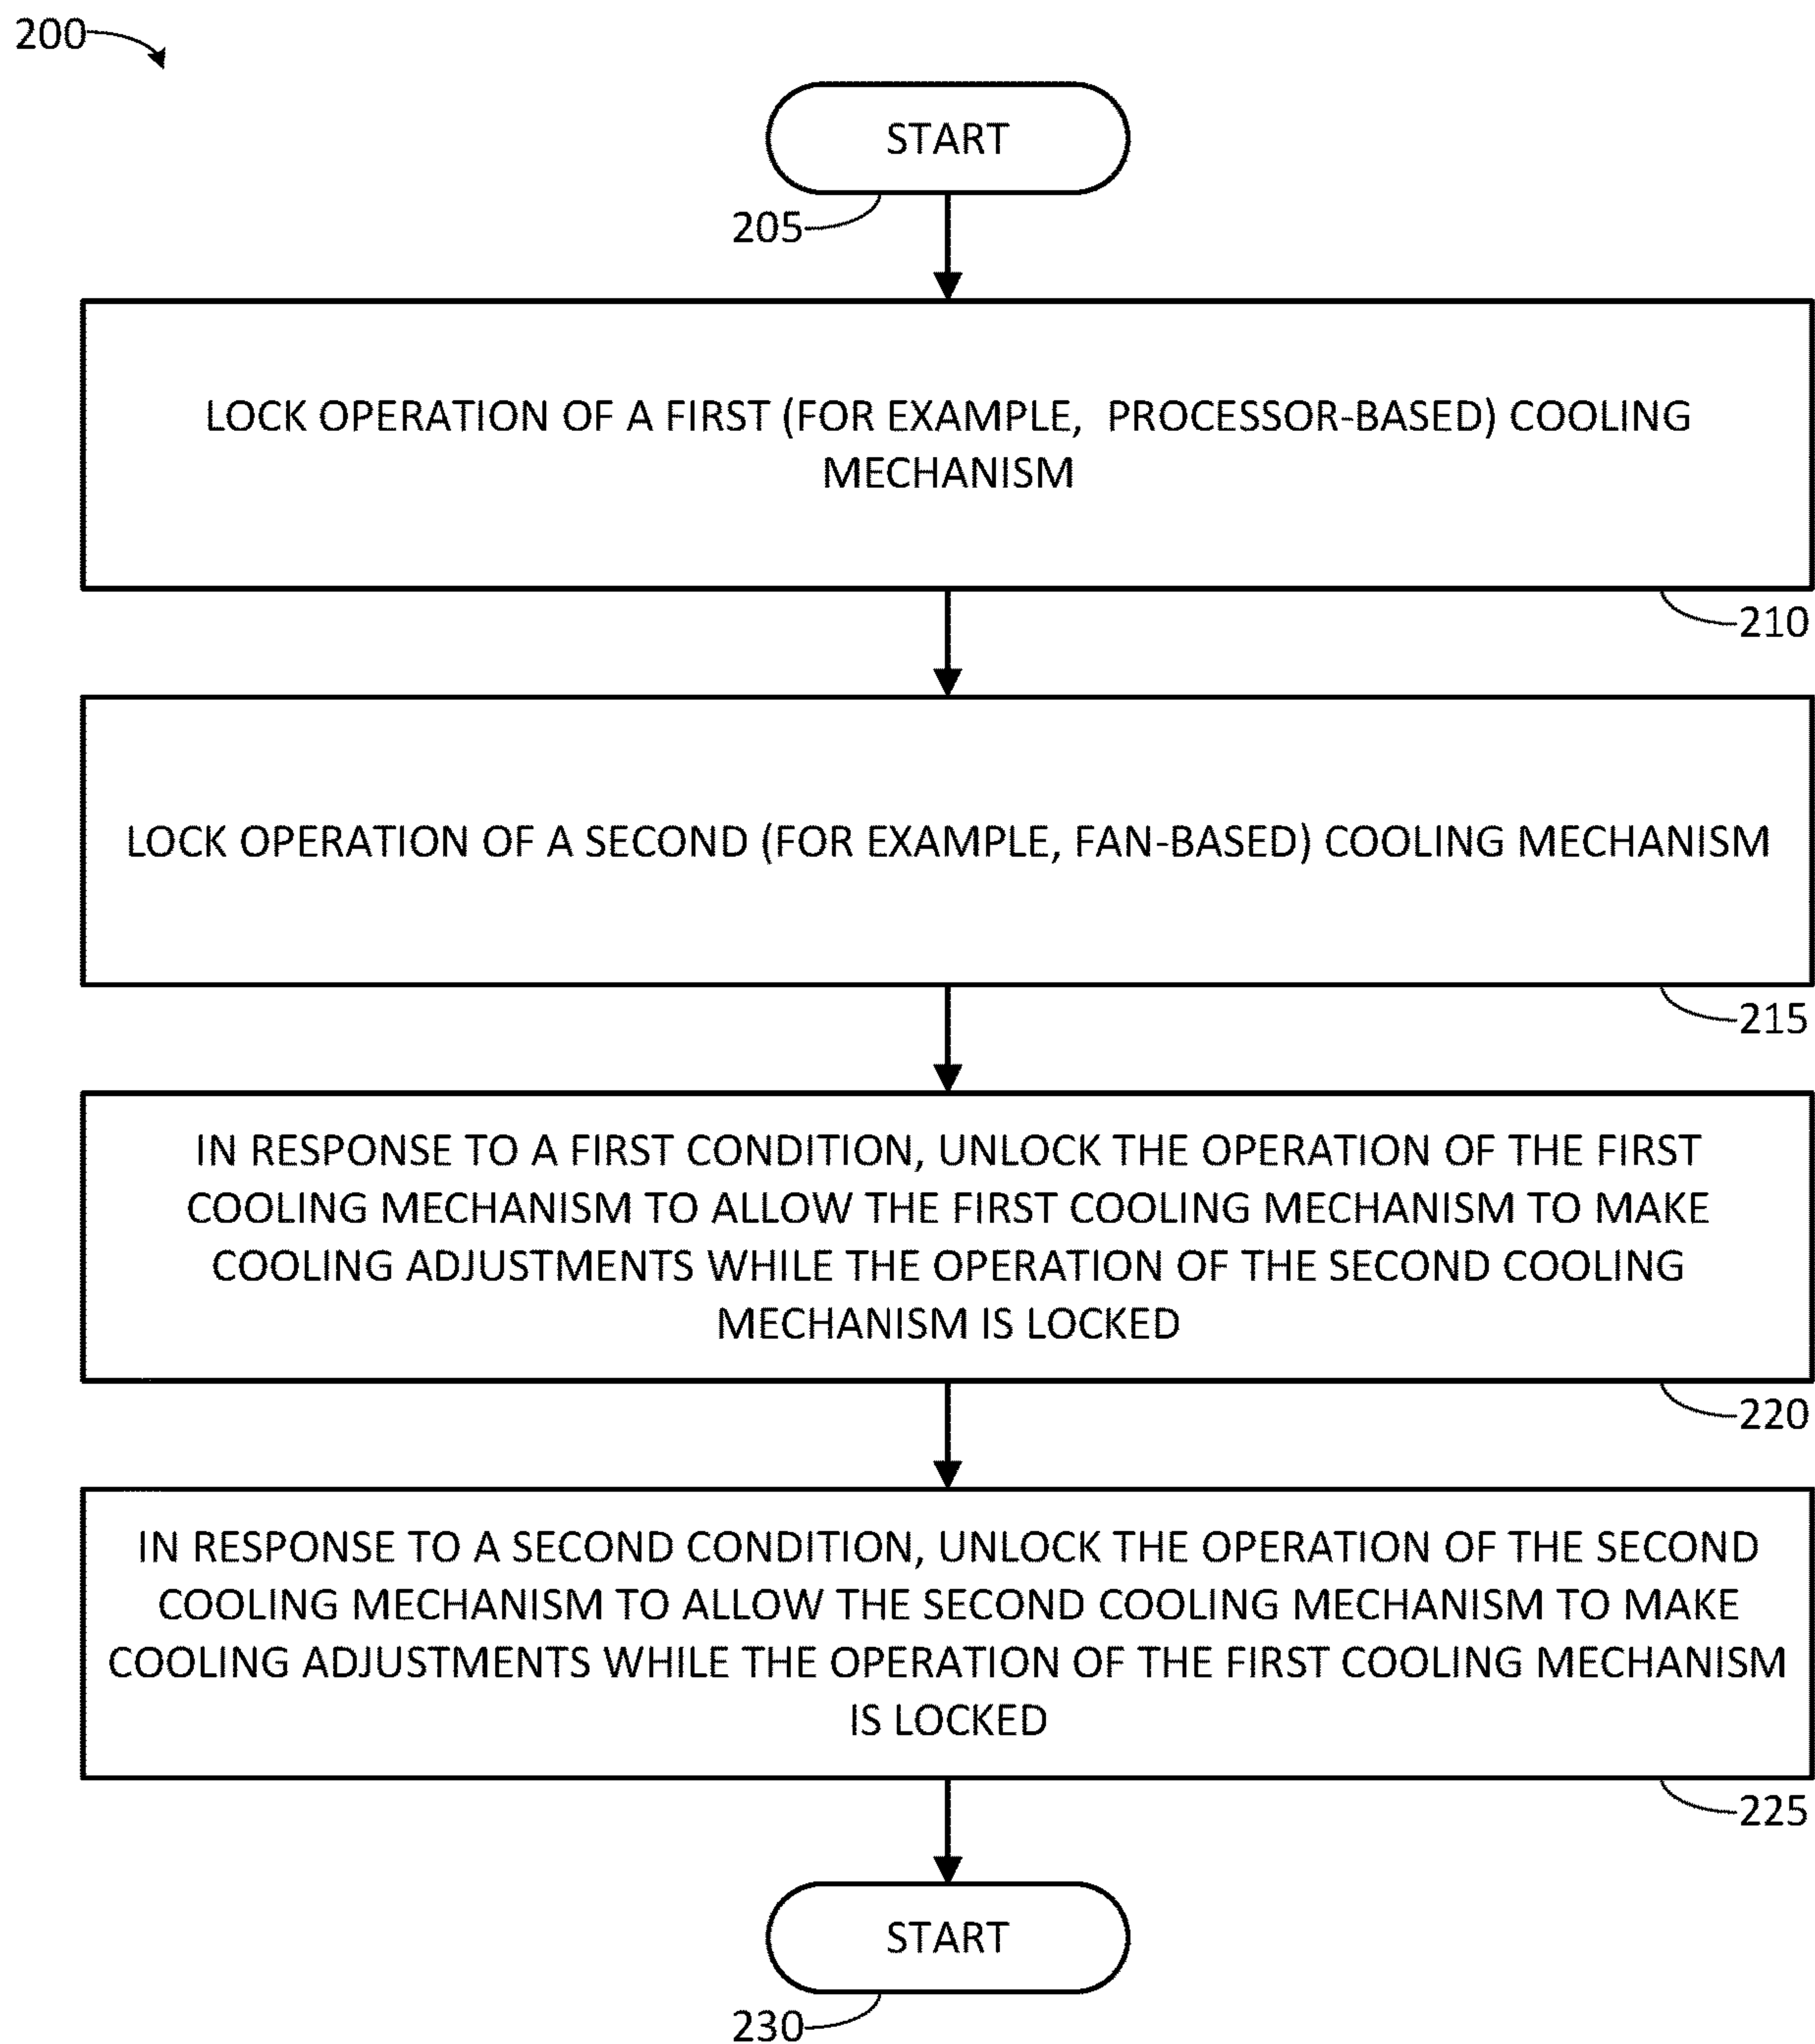 200
START
205
LOCK OPERATION OF A FIRST (FOR EXAMPLE, PROCESSOR-BASED) COOLING
MECHANISM
210
LOCK OPERATION OF A SECOND (FOR EXAMPLE, FAN-BASED) COOLING MECHANISM
215
IN RESPONSE TO A FIRST CONDITION, UNLOCK THE OPERATION OF THE FIRST
COOLING MECHANISM TO ALLOW THE FIRST COOLING MECHANISM TO MAKE
COOLING ADJUSTMENTS WHILE THE OPERATION OF THE SECOND COOLING
MECHANISM IS LOCKED
220
IN RESPONSE TO A SECOND CONDITION, UNLOCK THE OPERATION OF THE SECOND
COOLING MECHANISM TO ALLOW THE SECOND COOLING MECHANISM TO MAKE
COOLING ADJUSTMENTS WHILE THE OPERATION OF THE FIRST COOLING MECHANISM
IS LOCKED
225
START
230